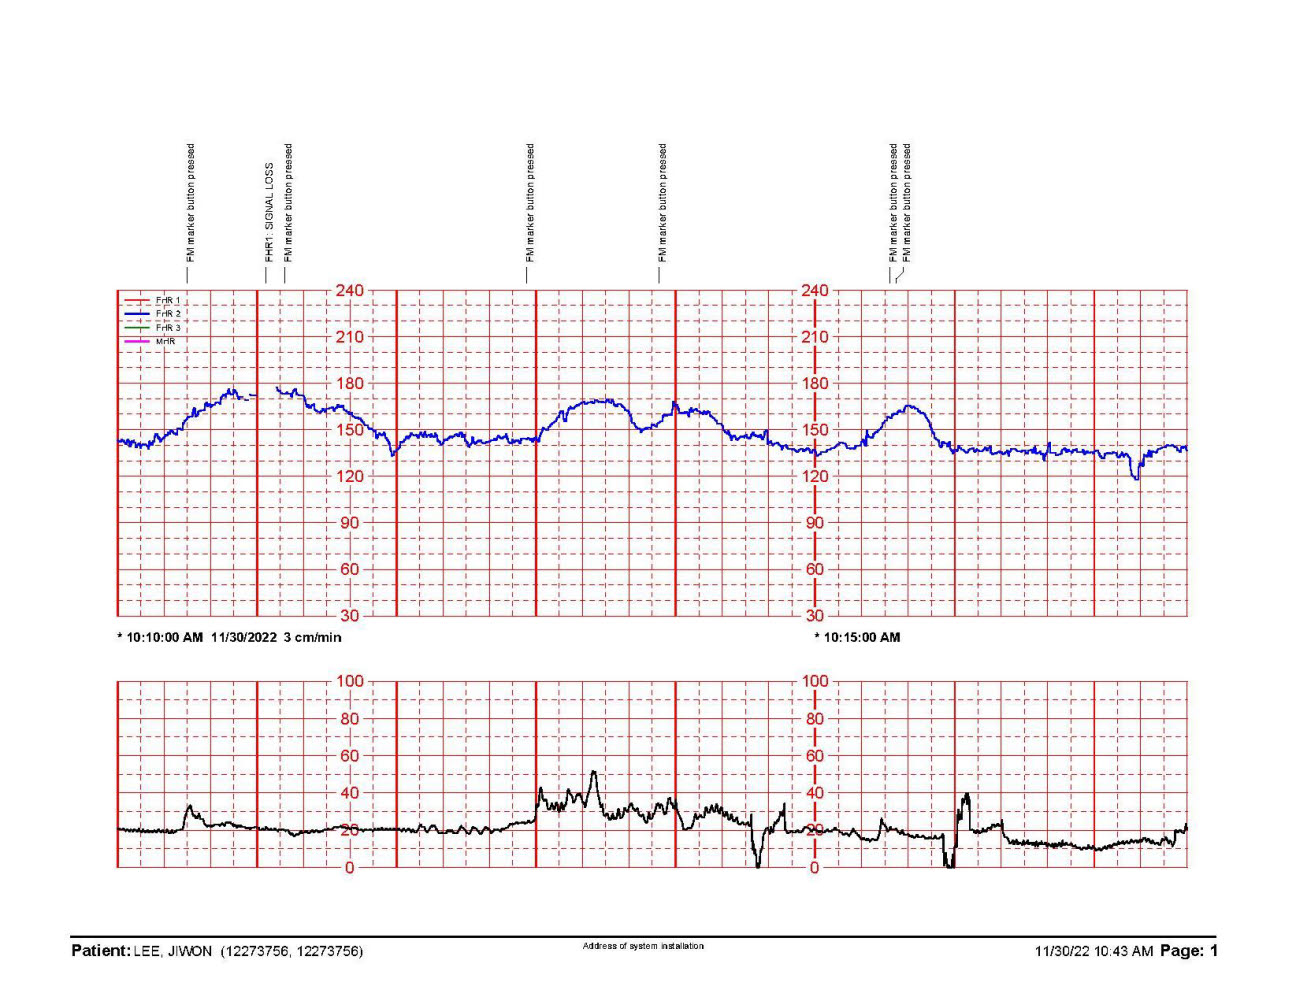 FM marker button pressed
FHR1: SIGNAL LOSS
FM marker button pressed
FM marker button pressed
FM marker button pressed
FM marker button pressed
FM marker button pressed
FHR 1
FHR 2
FHR 3
MHR
240 240
210 210
180 180
150 150
120 120
90 90
60 60
30 30
* 10:10:00 AM 11/30/2022 3 cm/min * 10:15:00 AM
100 100
80 80
60 60
40 40
20 20
0 0
Patient: LEE, JIWON (12273756, 12273756) Address of system installation 11/30/22 10:43 AM Page: 1